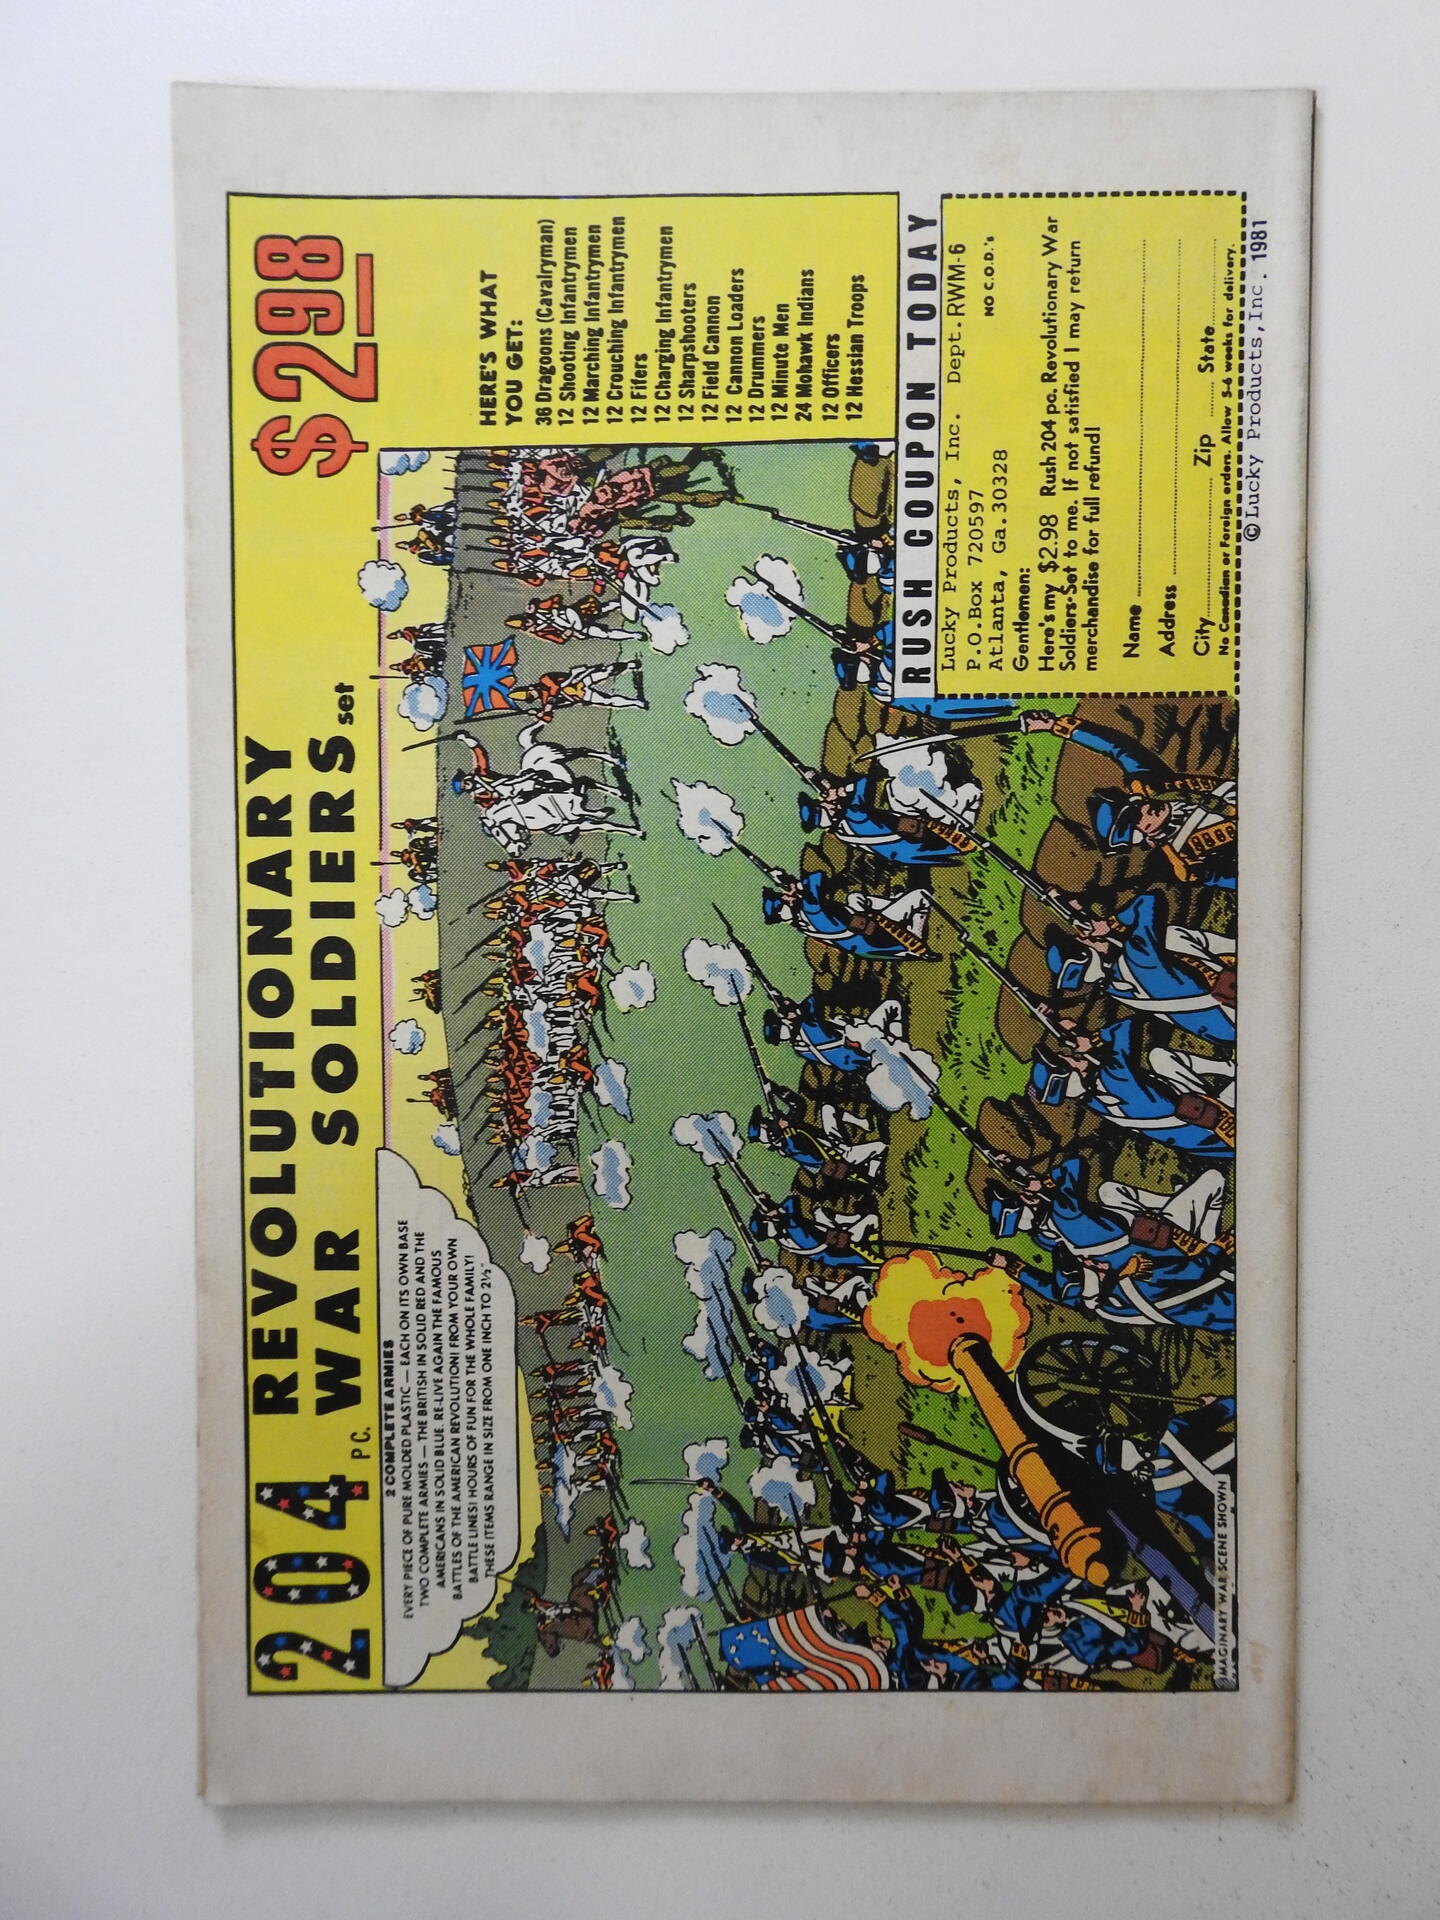 204 PC. REVOLUTIONARY
WAR SOLDIERS set
$2.98
2 COMPLETE ARMIES
EVERY PIECE OF PURE MOLDED PLASTIC — EACH ON ITS OWN BASE
TWO COMPLETE ARMIES — THE BRITISH IN SOLID RED AND THE
AMERICANS IN SOLID BLUE. RE-LIVE AGAIN THE FAMOUS
BATTLES OF THE AMERICAN REVOLUTION! FROM YOUR OWN
BATTLE LINES! HOURS OF FUN FOR THE WHOLE FAMILY!
THESE ITEMS RANGE IN SIZE FROM ONE INCH TO 2½"
HERE'S WHAT
YOU GET:
36 Dragoons (Cavalryman)
12 Shooting Infantrymen
12 Marching Infantrymen
12 Crouching Infantrymen
12 Fifers
12 Charging Infantrymen
12 Sharpshooters
12 Field Cannon
12 Cannon Loaders
12 Drummers
12 Minute Men
24 Mohawk Indians
12 Officers
12 Hessian Troops
IMAGINARY WAR SCENE SHOWN
RUSH COUPON TODAY
Lucky Products, Inc. Dept.RWM-6
P.O.Box 720597
NO C.O.D.'s
Atlanta, Ga.30328
Gentlemen:
Here's my $2.98 Rush 204 pc. Revolutionary War
Soldiers Set to me. If not satisfied I may return
merchandise for full refund!
Name
Address
City Zip State
No Canadian or Foreign orders. Allow 5-6 weeks for delivery.
©Lucky Products,Inc. 1981